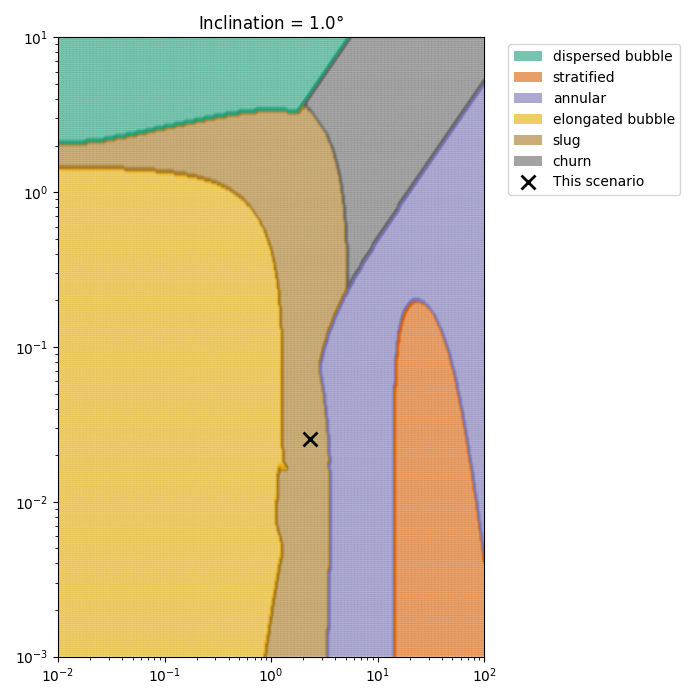 Inclination = 1.0°
dispersed bubble
stratified
annular
elongated bubble
slug
churn
This scenario
10¹
10⁰
10⁻¹
10⁻²
10⁻³
10⁻² 10⁻¹ 10⁰ 10¹ 10²